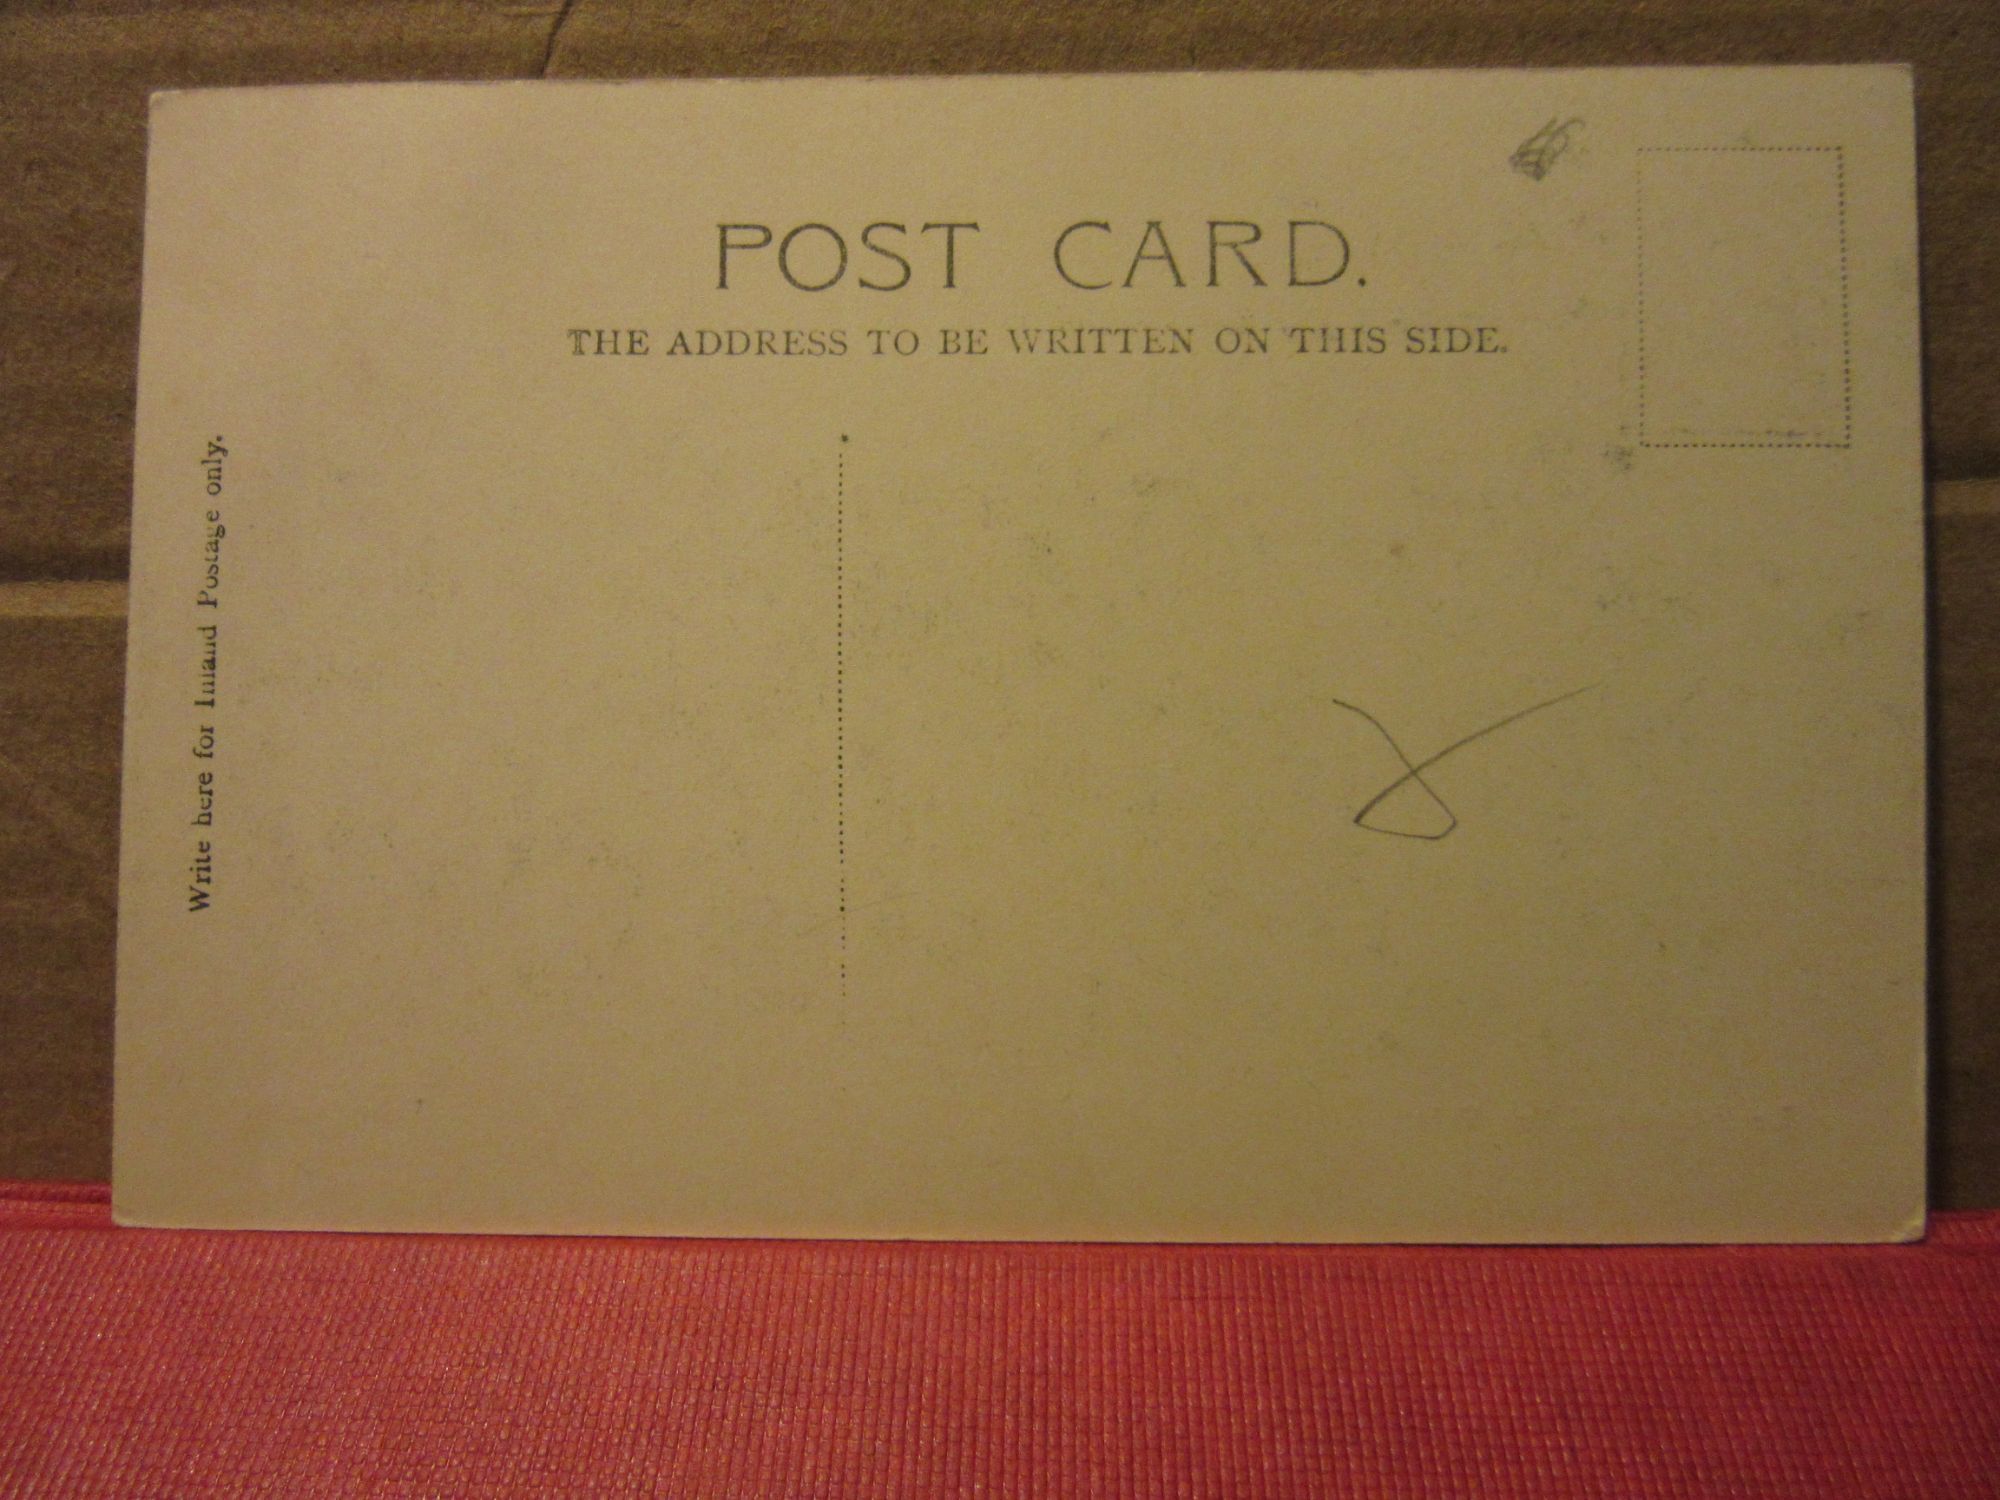 POST CARD.
THE ADDRESS TO BE WRITTEN ON THIS SIDE.
Write here for Inland Postage only.